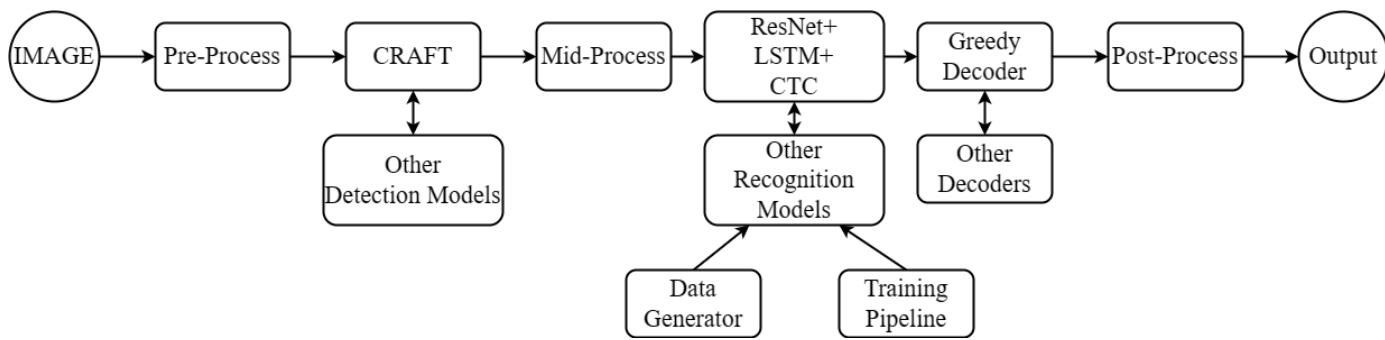 IMAGE
Pre-Process
CRAFT
Mid-Process
ResNet+
LSTM+
CTC
Greedy
Decoder
Post-Process
Output
Other
Detection Models
Other
Recognition
Models
Other
Decoders
Data
Generator
Training
Pipeline